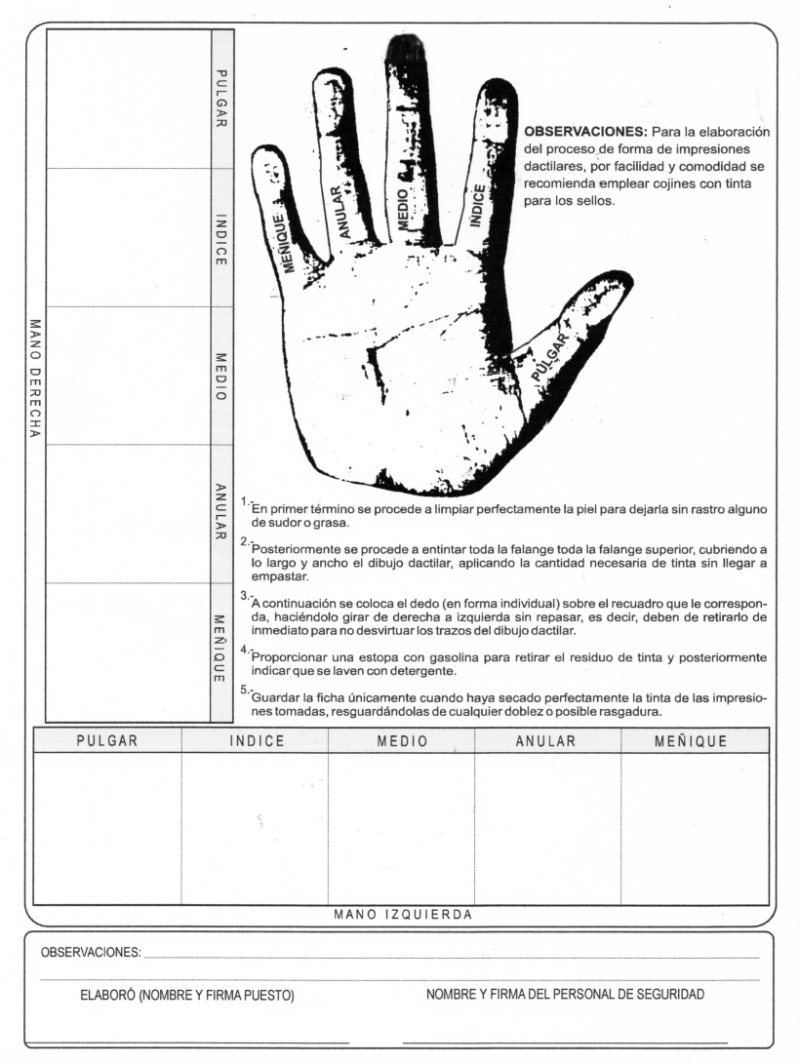 MANO DERECHA
PULGAR
INDICE
MEDIO
ANULAR
MEÑIQUE
MEÑIQUE
ANULAR
MEDIO
INDICE
PULGAR
OBSERVACIONES: Para la elaboración
del proceso de forma de impresiones
dactilares, por facilidad y comodidad se
recomienda emplear cojines con tinta
para los sellos.
1.-En primer término se procede a limpiar perfectamente la piel para dejarla sin rastro alguno
de sudor o grasa.
2.-Posteriormente se procede a entintar toda la falange toda la falange superior, cubriendo a
lo largo y ancho el dibujo dactilar, aplicando la cantidad necesaria de tinta sin llegar a
empastar.
3.-A continuación se coloca el dedo (en forma individual) sobre el recuadro que le correspon-
da, haciéndolo girar de derecha a izquierda sin repasar, es decir, deben de retirarlo de
inmediato para no desvirtuar los trazos del dibujo dactilar.
4.-Proporcionar una estopa con gasolina para retirar el residuo de tinta y posteriormente
indicar que se laven con detergente.
5.-Guardar la ficha únicamente cuando haya secado perfectamente la tinta de las impresio-
nes tomadas, resguardándolas de cualquier doblez o posible rasgadura.
PULGAR INDICE MEDIO ANULAR MEÑIQUE
MANO IZQUIERDA
OBSERVACIONES:
ELABORÓ (NOMBRE Y FIRMA PUESTO) NOMBRE Y FIRMA DEL PERSONAL DE SEGURIDAD